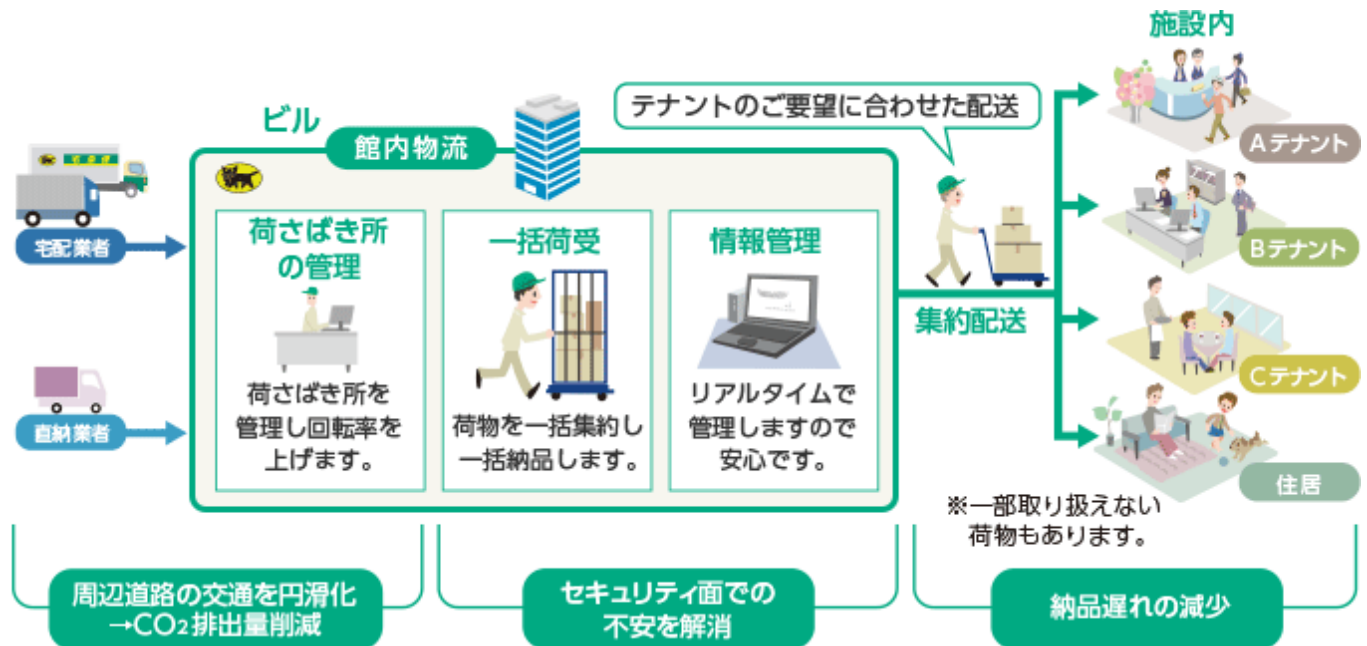 施設内
テナントのご要望に合わせた配送
ビル
館内物流
宅急便
宅配業者
直納業者
荷さばき所
の管理
荷さばき所を
管理し回転率を
上げます。
一括荷受
荷物を一括集約し
一括納品します。
情報管理
リアルタイムで
管理しますので
安心です。
集約配送
Aテナント
Bテナント
Cテナント
住居
※一部取り扱えない
荷物もあります。
周辺道路の交通を円滑化
→CO₂排出量削減
セキュリティ面での
不安を解消
納品遅れの減少